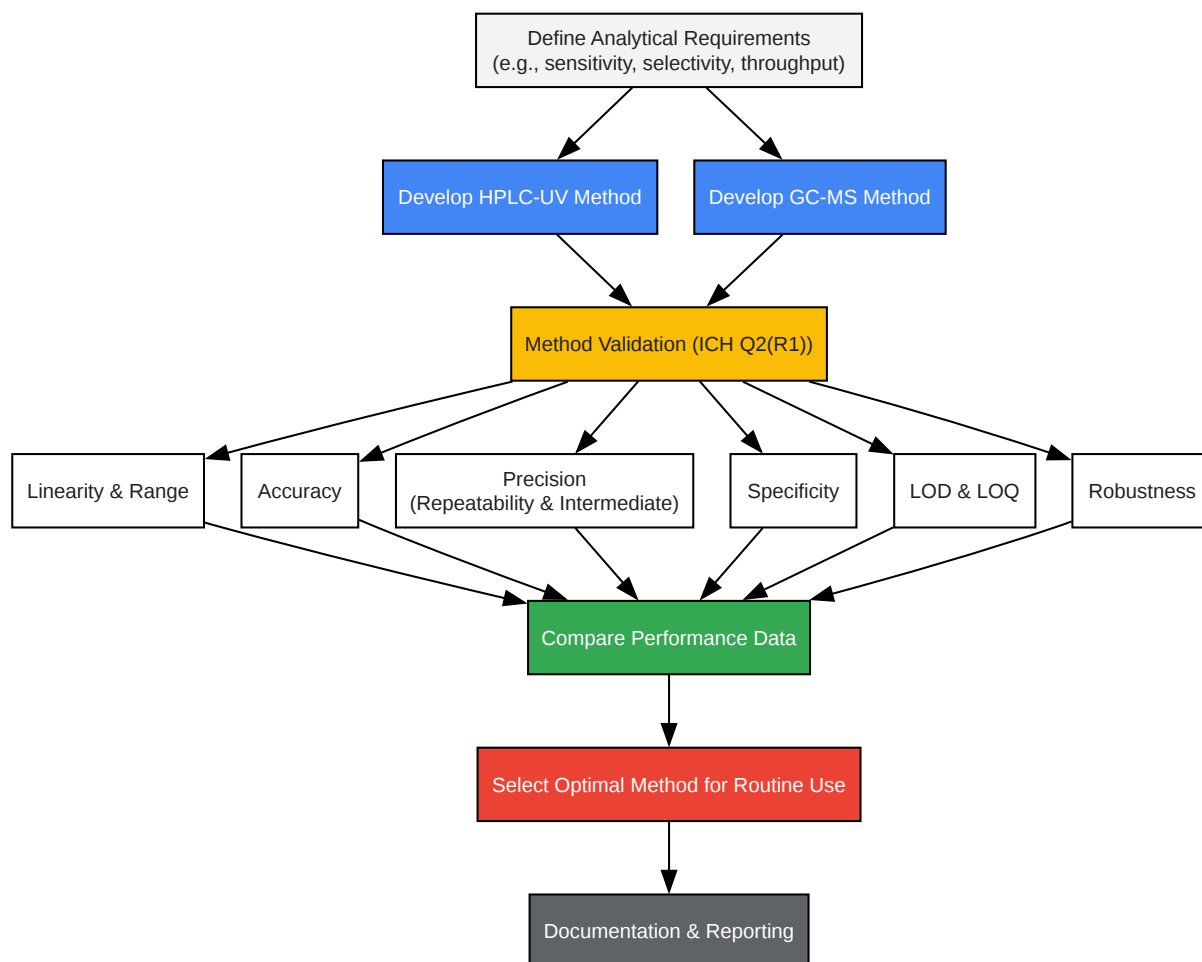 Define Analytical Requirements
(e.g., sensitivity, selectivity, throughput)
Develop HPLC-UV Method
Develop GC-MS Method
Method Validation (ICH Q2(R1))
Linearity & Range
Accuracy
Precision
(Repeatability & Intermediate)
Specificity
LOD & LOQ
Robustness
Compare Performance Data
Select Optimal Method for Routine Use
Documentation & Reporting